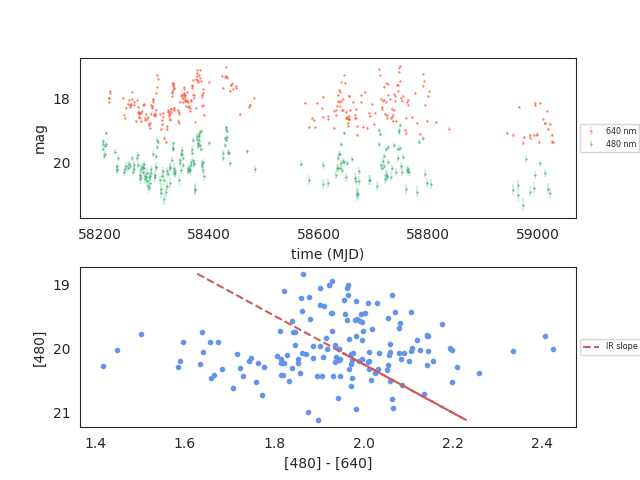 18
20
mag
58200 58400 58600 58800 59000
time (MJD)
640 nm
480 nm
19
20
21
[480]
1.4 1.6 1.8 2.0 2.2 2.4
[480] - [640]
IR slope